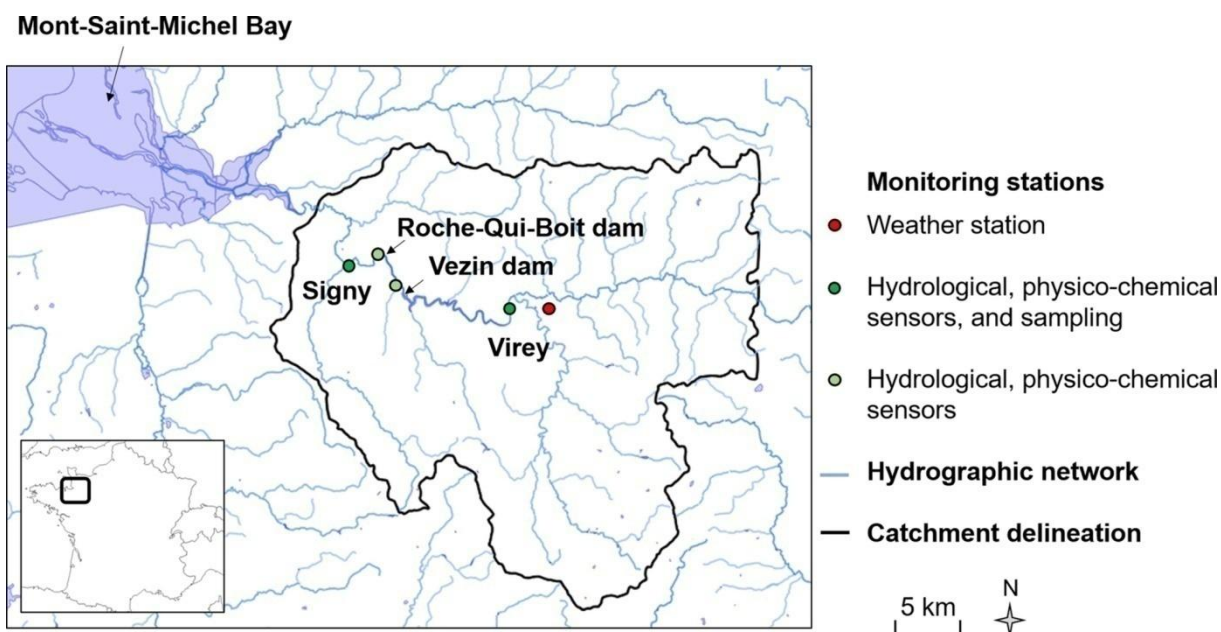 Mont-Saint-Michel Bay
Roche-Qui-Boit dam
Vezin dam
Signy
Virey
Monitoring stations
Weather station
Hydrological, physico-chemical
sensors, and sampling
Hydrological, physico-chemical
sensors
Hydrographic network
Catchment delineation
5 km
N